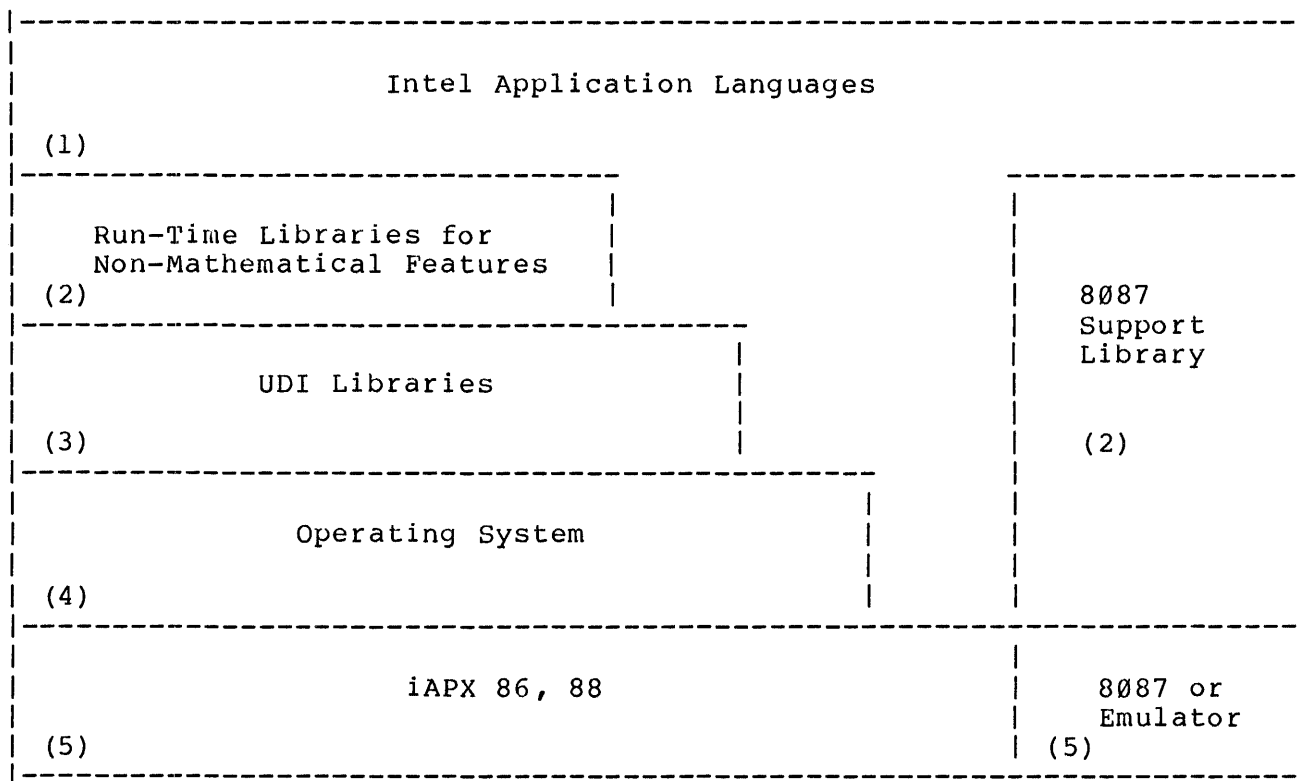 Intel Application Languages
(1)
Run-Time Libraries for
Non-Mathematical Features
(2)
UDI Libraries
(3)
Operating System
(4)
8087
Support
Library
(2)
iAPX 86, 88
(5)
8087 or
Emulator
(5)